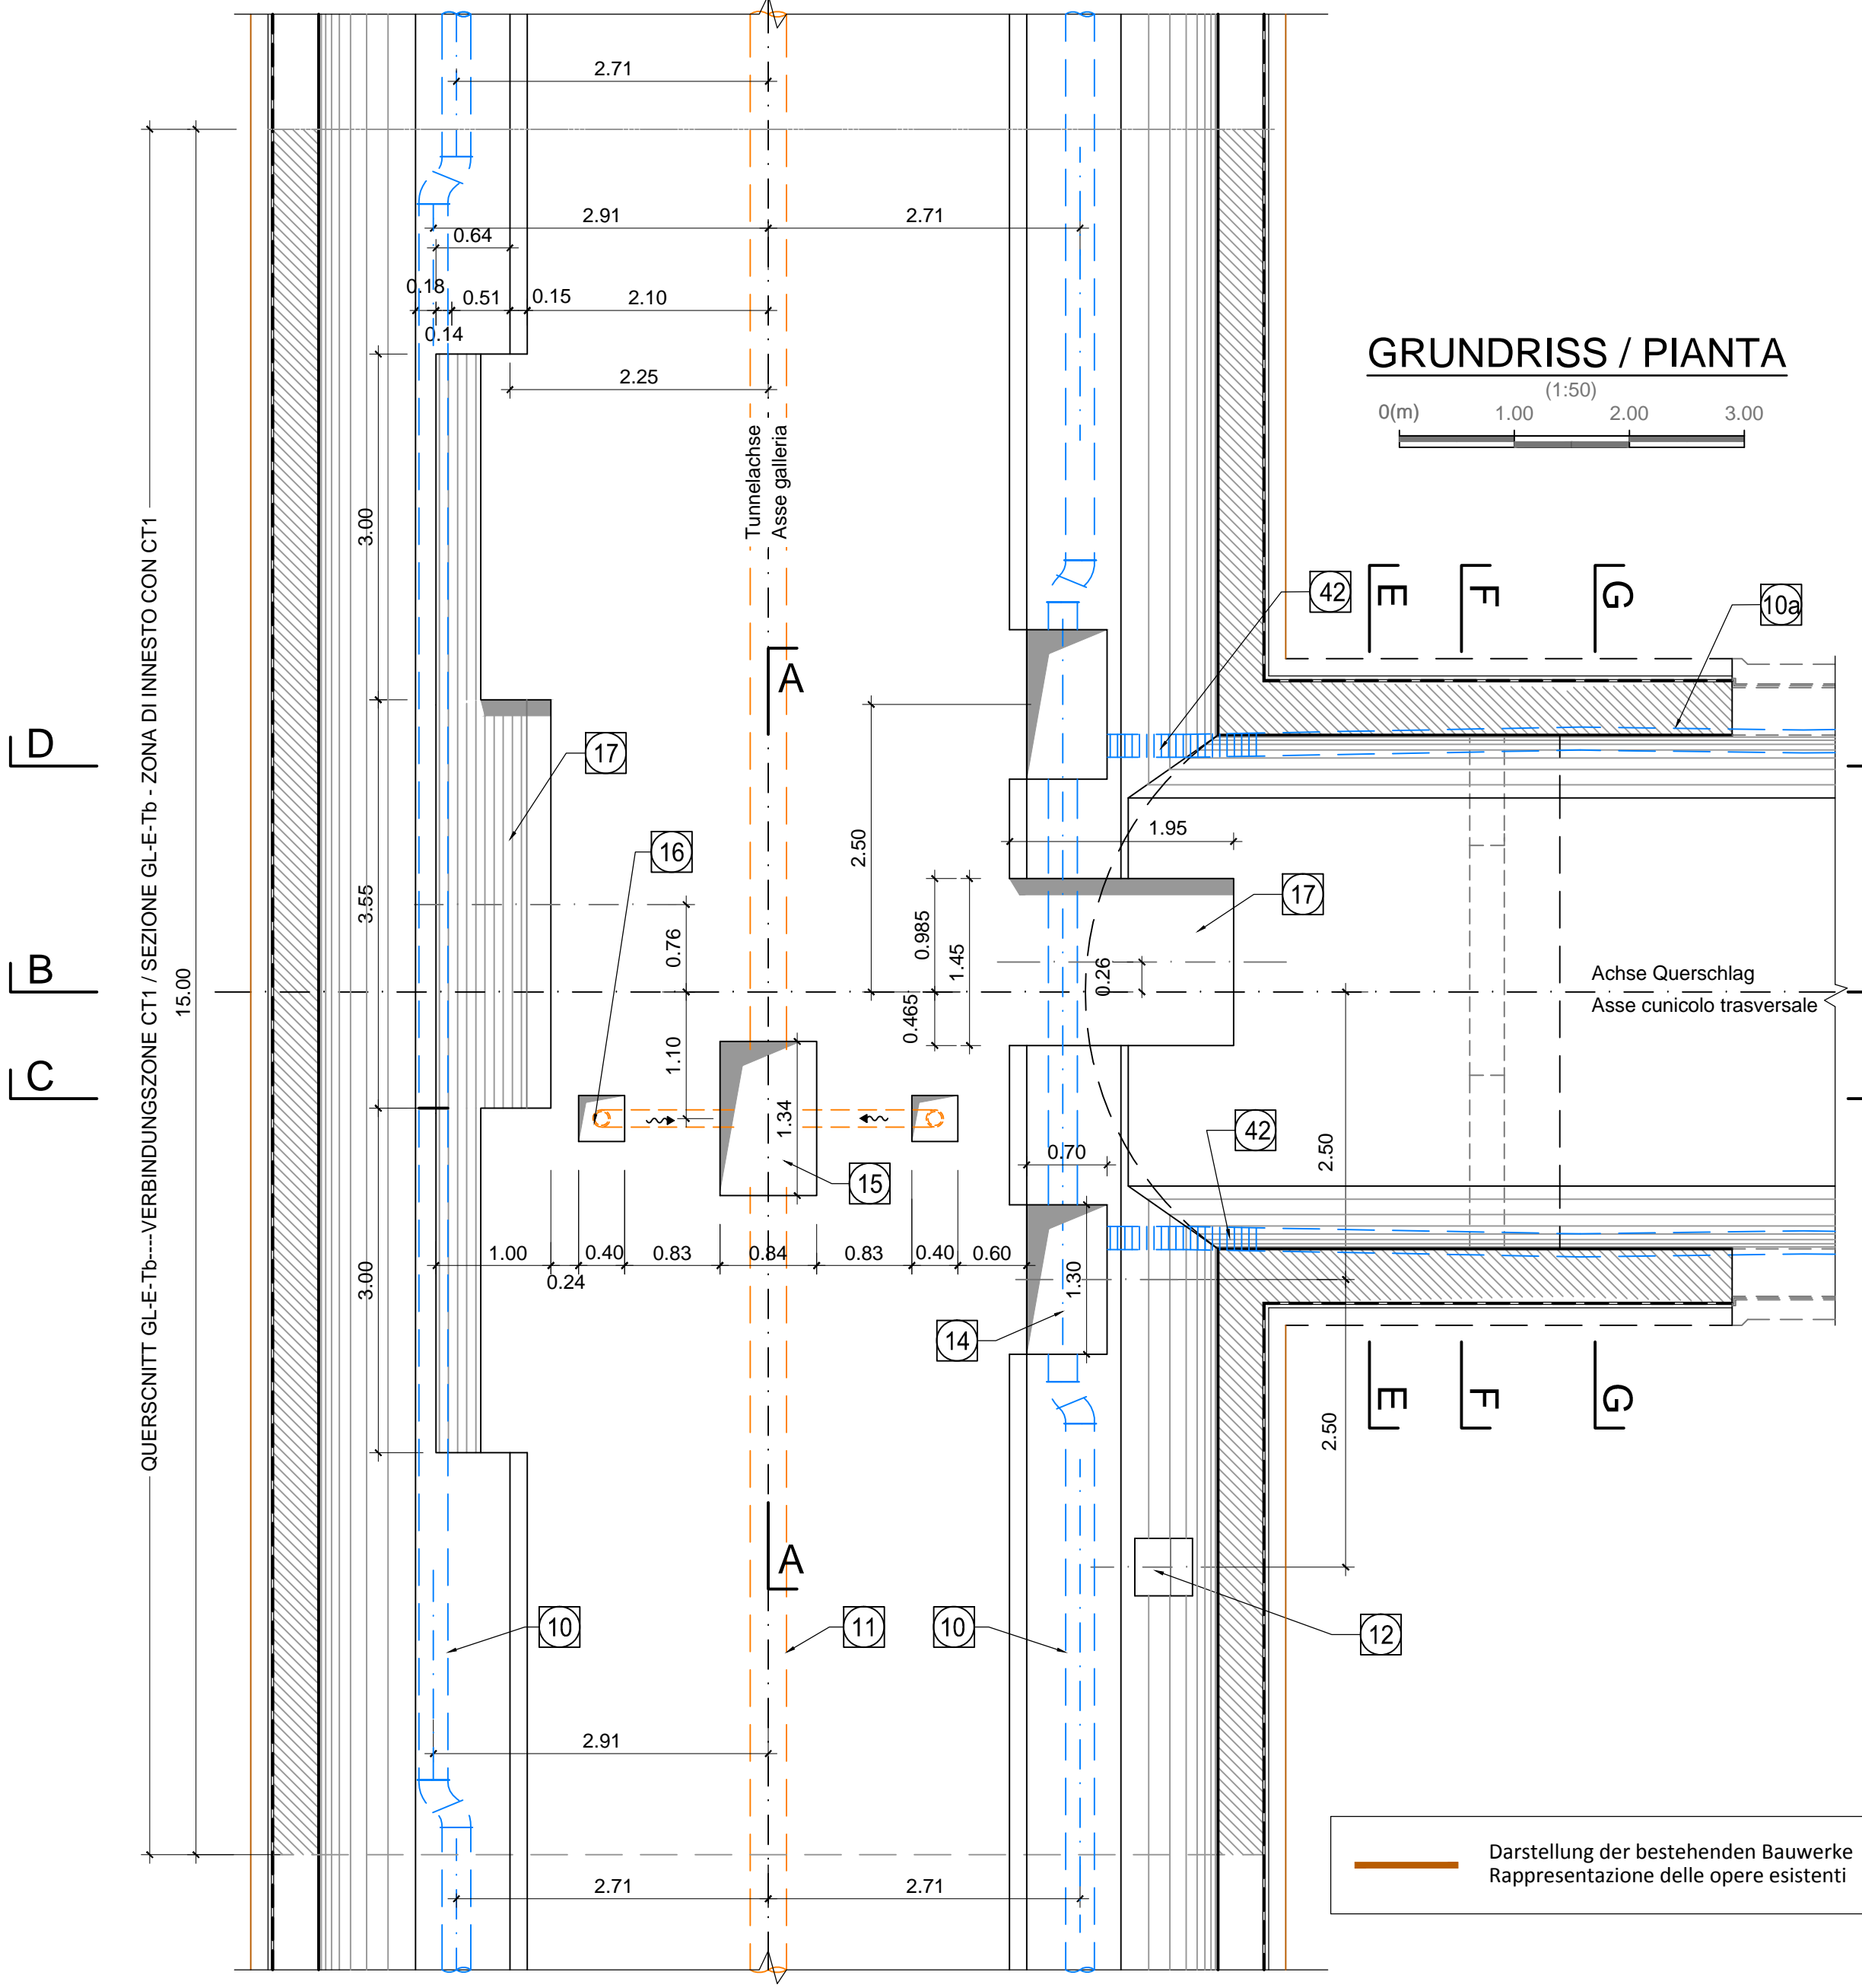 2.71
2.91
2.71
0.64
0.18
0.51
0.15
2.10
0.14
2.25
GRUNDRISS / PIANTA
(1:50)
0(m)
1.00
2.00
3.00
Tunnelachse
Asse galleria
3.00
QUERSCNITT GL-E-Tb----VERBINDUNGSZONE CT1 / SEZIONE GL-E-Tb - ZONA DI INNESTO CON CT1
15.00
42
E
F
G
10a
A
D
17
16
2.50
1.95
17
3.55
0.76
0.985
1.45
0.26
B
Achse Querschlag
Asse cunicolo trasversale
0.465
1.10
C
1.34
42
0.70
2.50
15
1.00
0.40
0.83
0.84
0.83
0.40
0.60
0.24
3.00
1.30
14
E
F
G
2.50
A
10
11
10
12
2.91
Darstellung der bestehenden Bauwerke
Rappresentazione delle opere esistenti
2.71
2.71